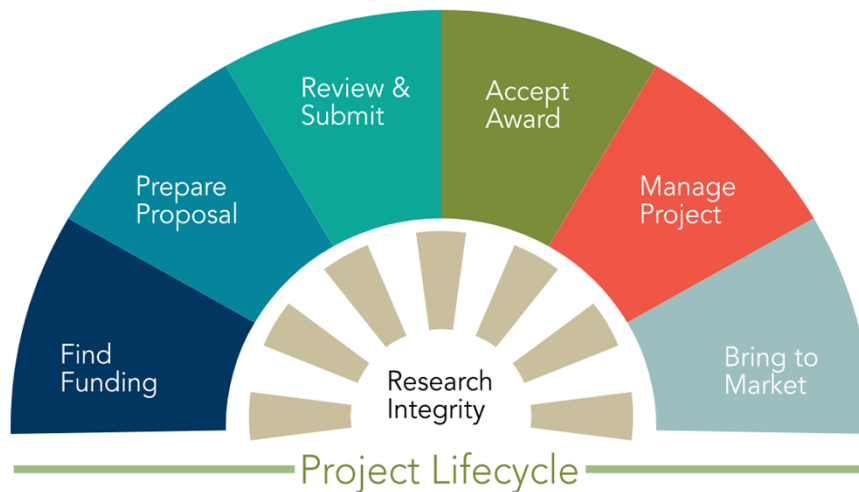 Find
Funding
Prepare
Proposal
Review &
Submit
Accept
Award
Manage
Project
Bring to
Market
Research
Integrity
Project Lifecycle